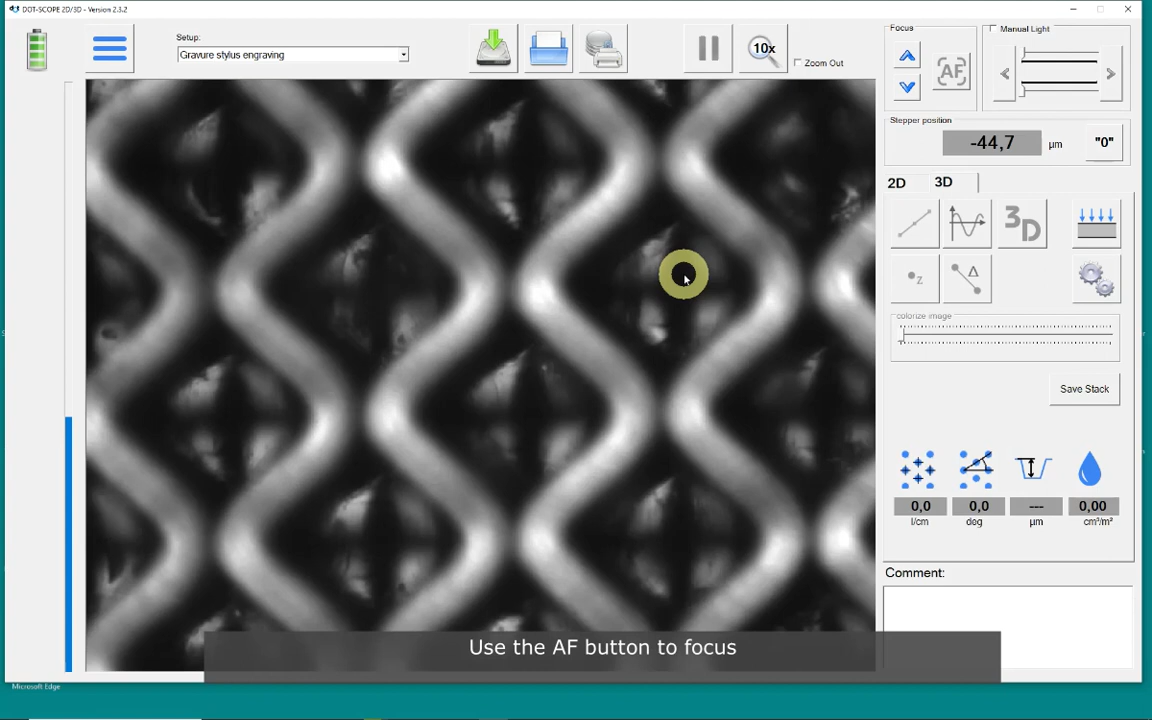 DOT-SCOPE 2D/3D - Version 2.3.2
Setup:
Gravure stylus engraving
10x
Zoom Out
Focus
AF
Manual Light
Stepper position
-44,7
µm
"0"
2D
3D
3D
z
Δ
colorize image
Save Stack
0,0
0,0
---
0,00
l/cm
deg
µm
cm³/m²
Comment:
Use the AF button to focus
Microsoft Edge